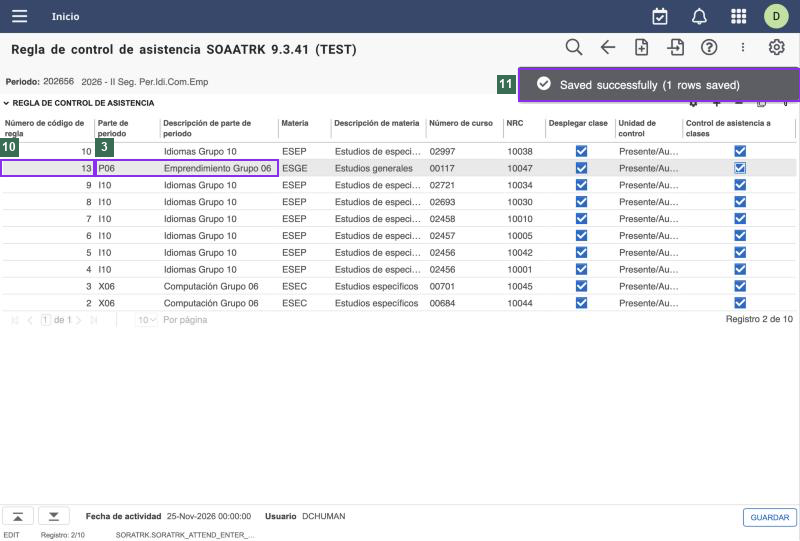 Inicio
D
Regla de control de asistencia SOAATRK 9.3.41 (TEST)
Periodo: 202656 2026 - II Seg. Per.Idi.Com.Emp
11
Saved successfully (1 rows saved)
REGLA DE CONTROL DE ASISTENCIA
Número de código de regla Parte de periodo Descripción de parte de periodo Materia Descripción de materia Número de curso NRC Desplegar clase Unidad de control Control de asistencia a clases
10 3
10 Idiomas Grupo 10 ESEP Estudios de especi... 02997 10038 Presente/Au...
13 P06 Emprendimiento Grupo 06 ESGE Estudios generales 00117 10047 Presente/Au...
9 I10 Idiomas Grupo 10 ESEP Estudios de especi... 02721 10034 Presente/Au...
8 I10 Idiomas Grupo 10 ESEP Estudios de especi... 02693 10030 Presente/Au...
7 I10 Idiomas Grupo 10 ESEP Estudios de especi... 02458 10010 Presente/Au...
6 I10 Idiomas Grupo 10 ESEP Estudios de especi... 02457 10005 Presente/Au...
5 I10 Idiomas Grupo 10 ESEP Estudios de especi... 02456 10042 Presente/Au...
4 I10 Idiomas Grupo 10 ESEP Estudios de especi... 02456 10001 Presente/Au...
3 X06 Computación Grupo 06 ESEC Estudios específicos 00701 10045 Presente/Au...
2 X06 Computación Grupo 06 ESEC Estudios específicos 00684 10044 Presente/Au...
1 de 1 10 Por página Registro 2 de 10
Fecha de actividad 25-Nov-2026 00:00:00 Usuario DCHUMAN
GUARDAR
EDIT Registro: 2/10 SORATRK.SORATRK_ATTEND_ENTER_...